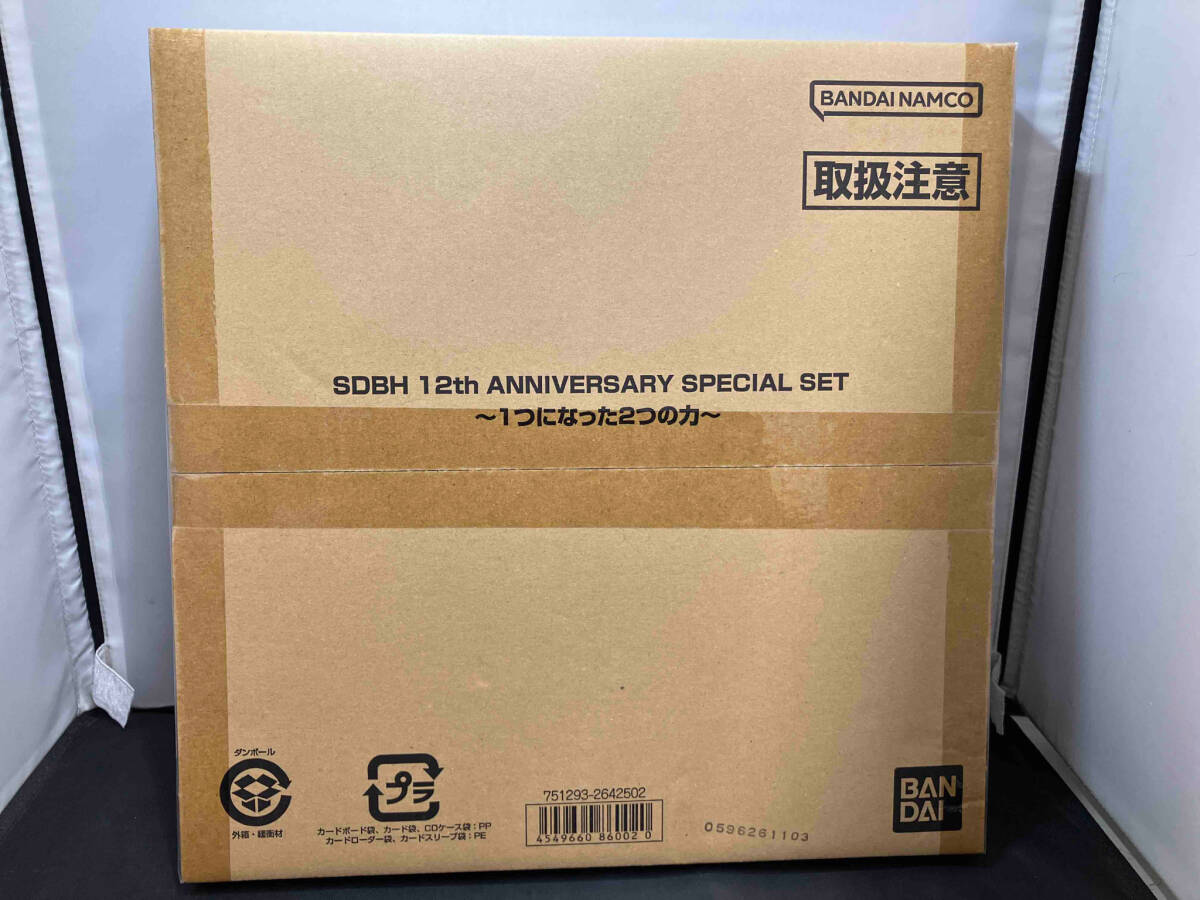 BANDAI NAMCO
取扱注意
SDBH 12th ANNIVERSARY SPECIAL SET
～1つになった2つの力～
ダンボール
外箱・緩衝材
プラ
カードボード袋、カード袋、CDケース袋：PP
カードローダー袋、カードスリーブ袋：PE
751293-2642502
4549660 86002 0
0596261103
BAN
DAI